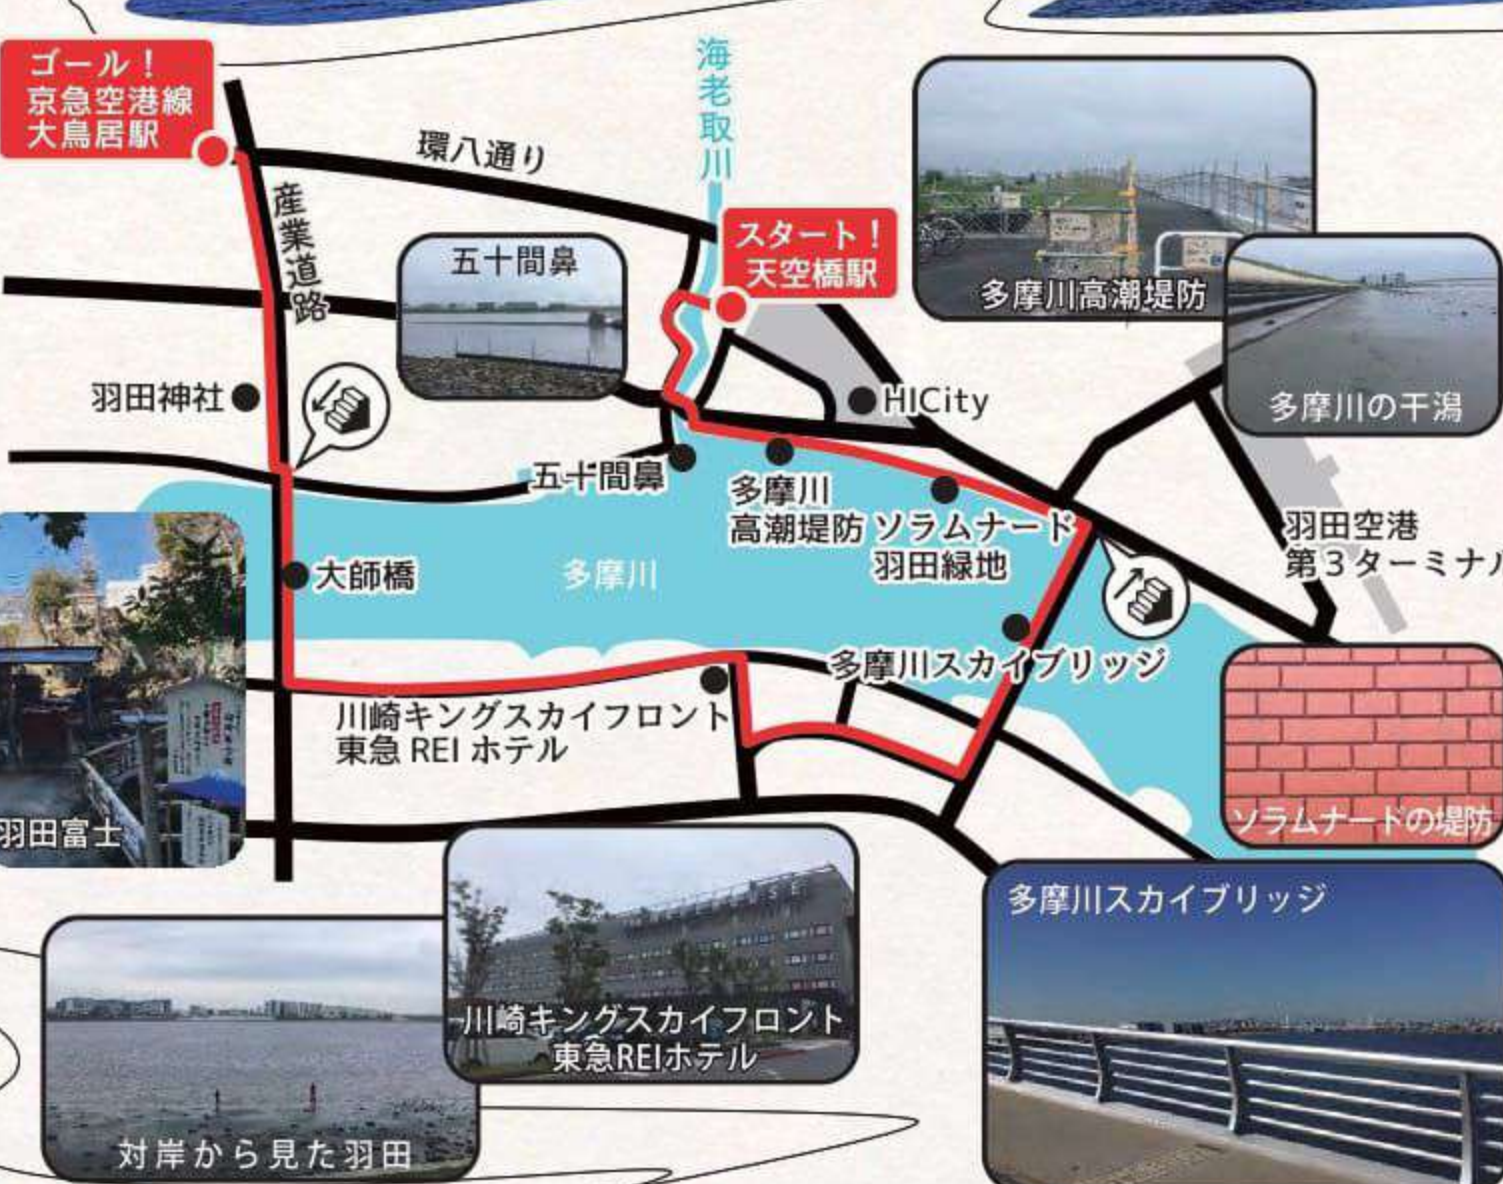 ゴール！
京急空港線
大鳥居駅
環八通り
海老取川
産業道路
五十間鼻
スタート！
天空橋駅
多摩川高潮堤防
多摩川の干潟
羽田神社
HICity
五十間鼻
多摩川
高潮堤防
ソラムナード
羽田緑地
羽田空港
第３ターミナル
大師橋
多摩川
多摩川スカイブリッジ
川崎キングスカイフロント
東急 REI ホテル
羽田富士
ソラムナードの堤防
多摩川スカイブリッジ
川崎キングスカイフロント
東急REIホテル
対岸から見た羽田